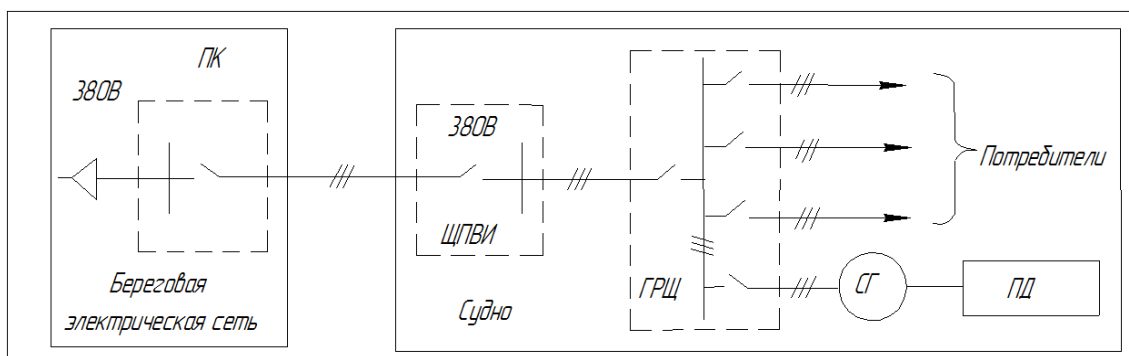 ПК
380В
Береговая
электрическая сеть
380В
ЩПВИ
Судно
ГРЩ
Потребители
СГ
ПД